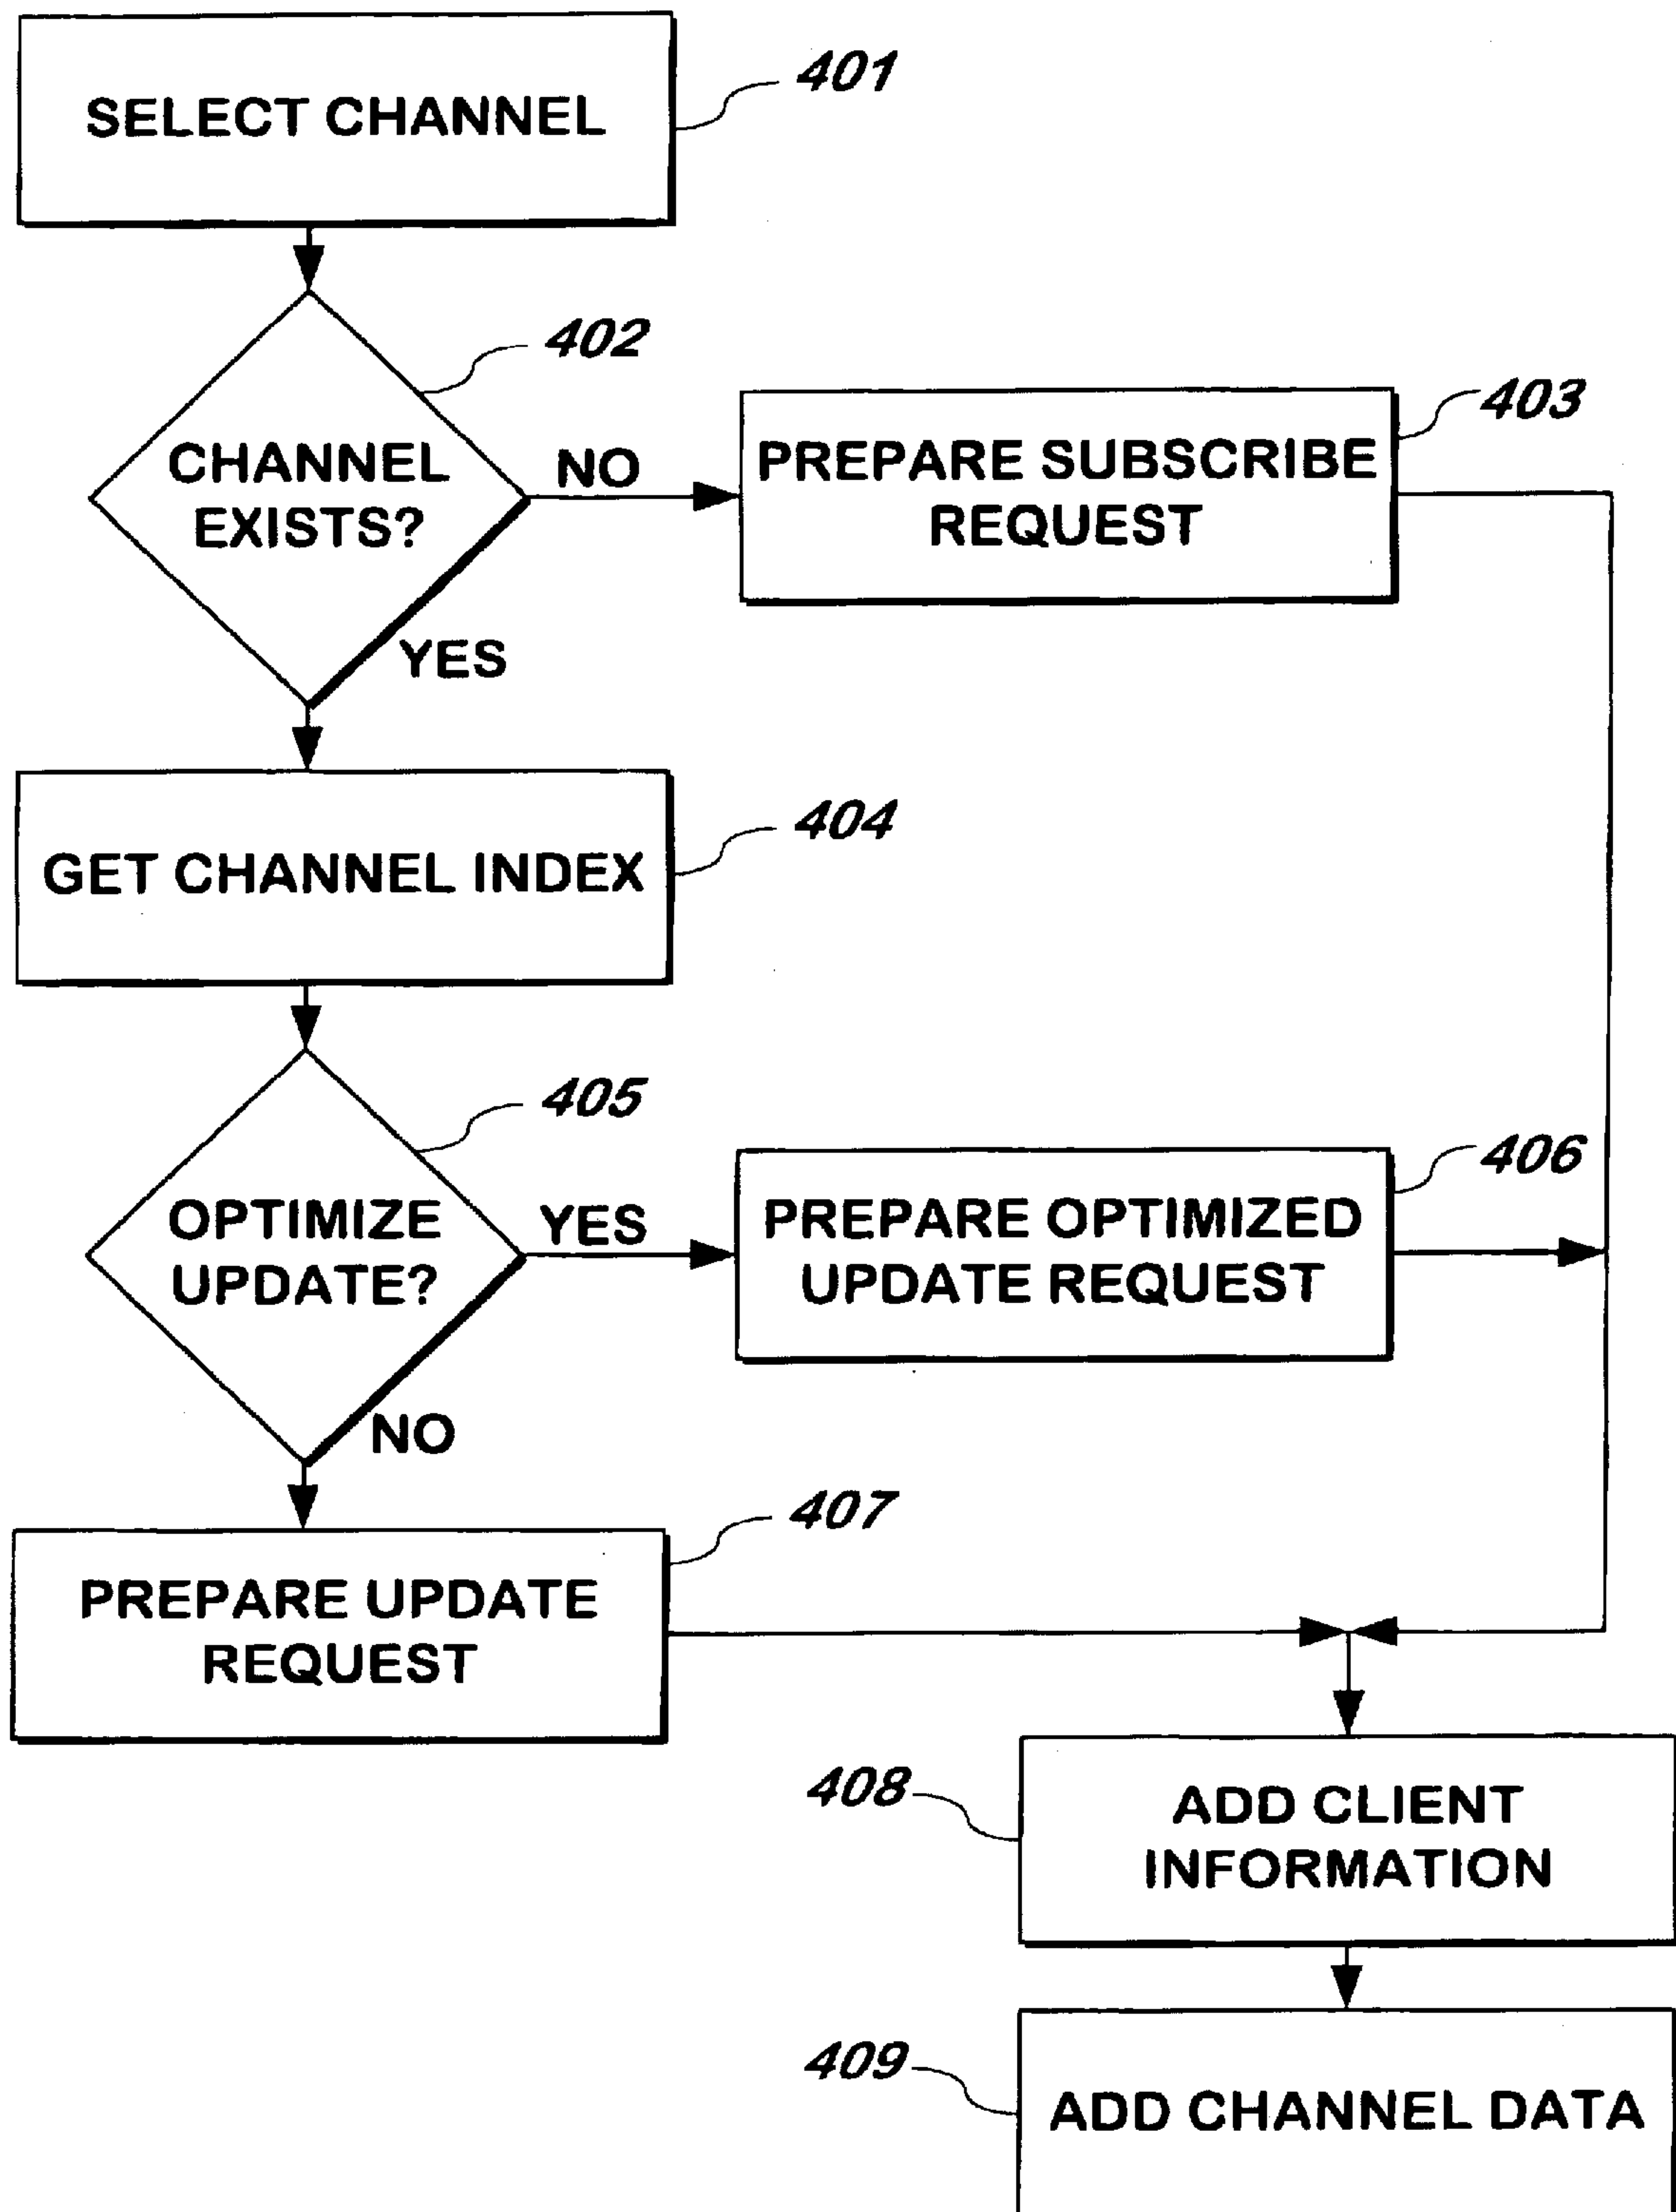 SELECT CHANNEL
401
402
CHANNEL
EXISTS?
NO
YES
403
PREPARE SUBSCRIBE
REQUEST
404
GET CHANNEL INDEX
405
OPTIMIZE
UPDATE?
YES
NO
406
PREPARE OPTIMIZED
UPDATE REQUEST
407
PREPARE UPDATE
REQUEST
408
ADD CLIENT
INFORMATION
409
ADD CHANNEL DATA